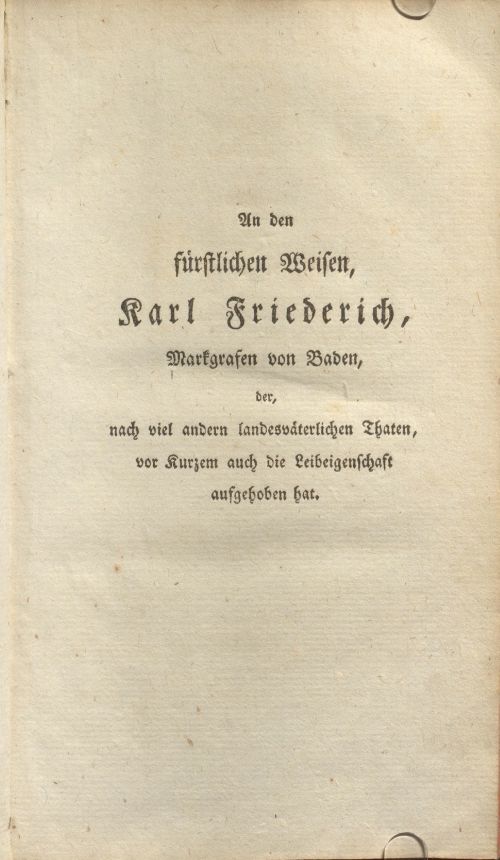 An den
fürstlichen Weisen,
Karl Friederich,
Markgrafen von Baden,
der,
nach viel andern landesväterlichen Thaten,
vor Kurzem auch die Leibeigenschaft
aufgehoben hat.